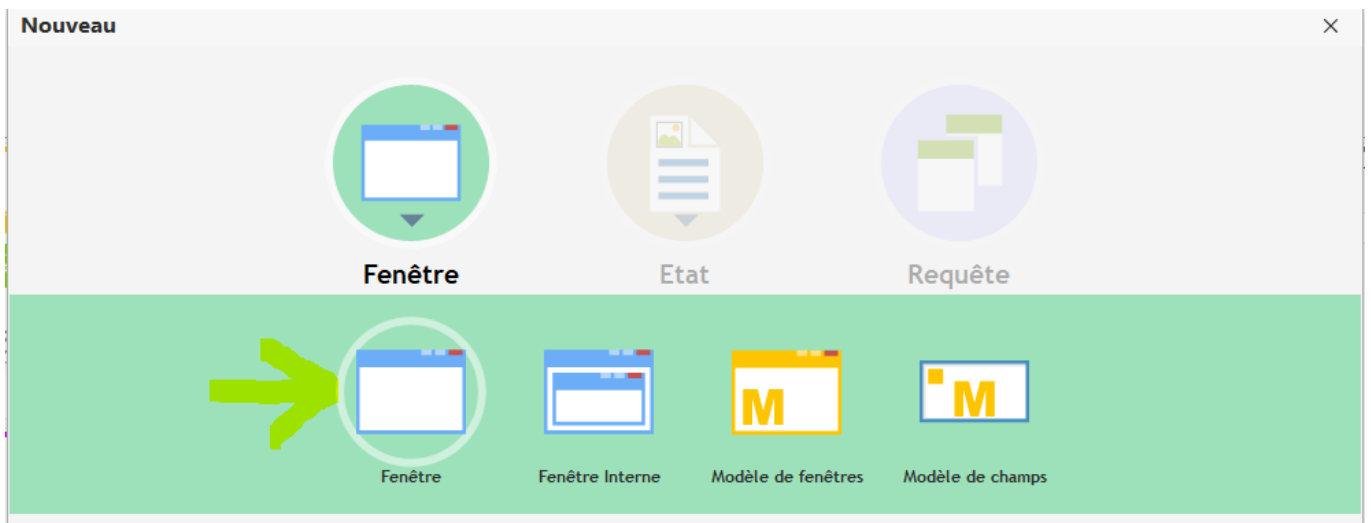 Nouveau
Fenêtre Etat Requête
M M
Fenêtre Fenêtre Interne Modèle de fenêtres Modèle de champs